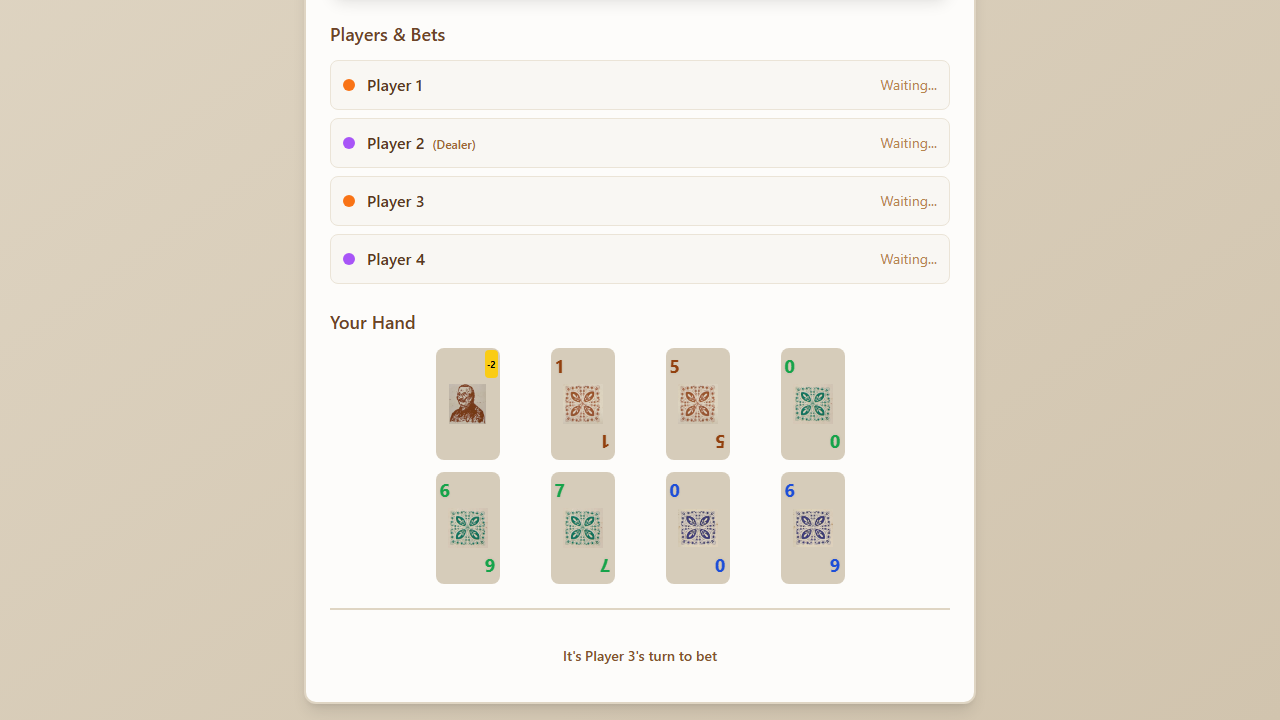 Players & Bets
Player 1 Waiting...
Player 2 (Dealer) Waiting...
Player 3 Waiting...
Player 4 Waiting...
Your Hand
-2 1 5 0
1 5 0
6 7 0 6
6 7 0 6
It's Player 3's turn to bet